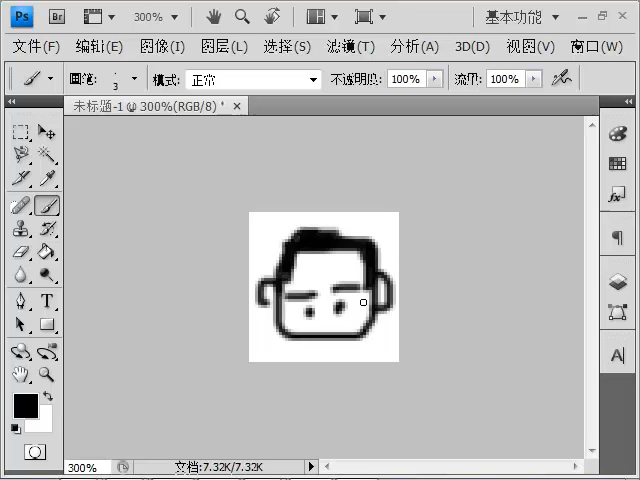 Ps Br 300% 基本功能
文件(F) 编辑(E) 图像(I) 图层(L) 选择(S) 滤镜(T) 分析(A) 3D(D) 视图(V) 窗口(W)
画笔: 3 模式: 正常 不透明度: 100% 流量: 100%
未标题-1 @ 300%(RGB/8) *
T
A
300% 文档:7.32K/7.32K